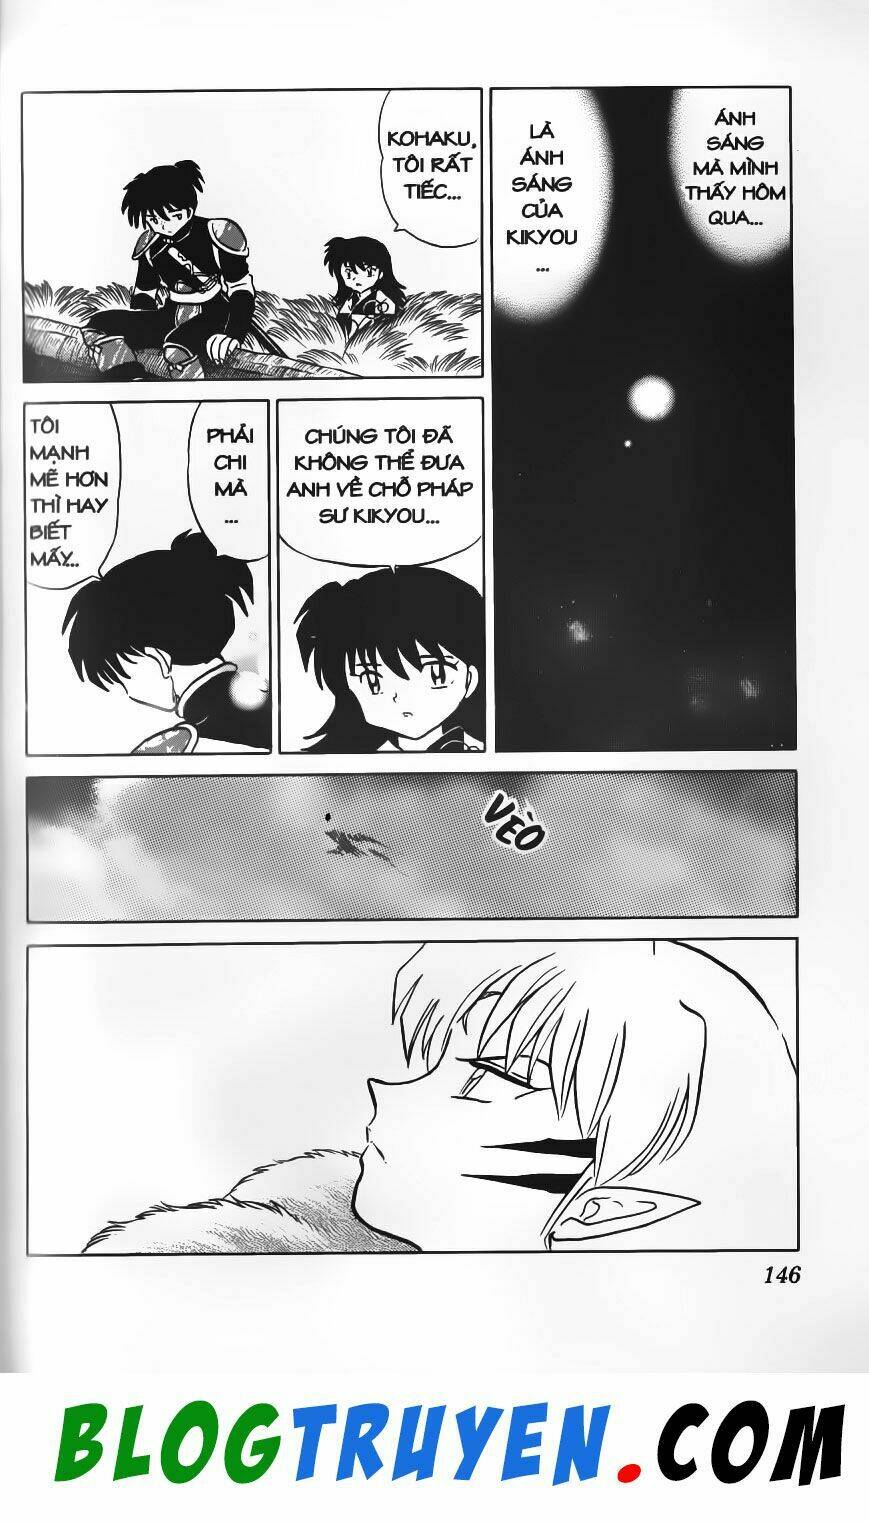 ÁNH
SÁNG
MÀ MÌNH
THẤY HÔM
QUA...
LÀ
ÁNH
SÁNG
CỦA
KIKYOU
...
KOHAKU,
TÔI RẤT
TIẾC...
CHÚNG TÔI ĐÃ
KHÔNG THỂ ĐƯA
ANH VỀ CHỖ PHÁP
SƯ KIKYOU...
PHẢI
CHI
MÀ
...
TÔI
MẠNH
MẼ HƠN
THÌ HAY
BIẾT
MẤY...
VÈO
146
BLOGTRUYEN.COM